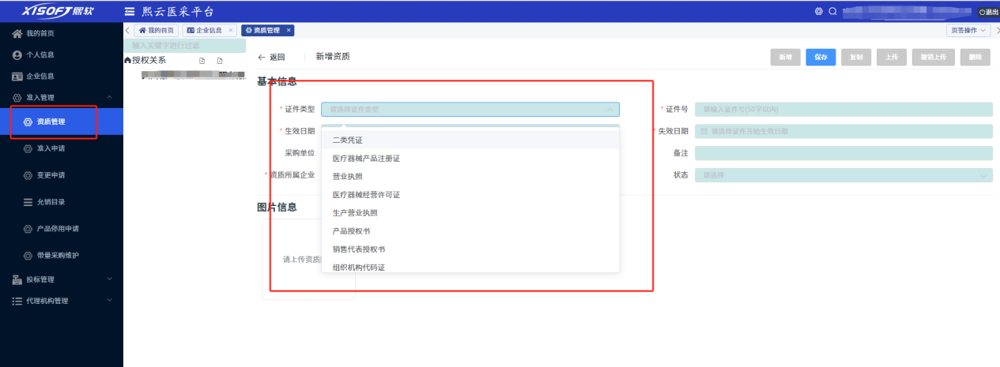 XISOFT熙软
熙云医采平台
退出
我的首页
个人信息
企业信息
准入管理
资质管理
准入申请
变更申请
允销目录
产品停用申请
带量采购维护
投标管理
代理机构管理
我的首页 企业信息 × 资质管理 × 页签操作
输入关键字进行过滤
授权关系
← 返回 新增资质 新增 保存 复制 上传 撤销上传 删除
基本信息
* 证件类型 请选择证件类型 * 证件号 请输入证件号(50字以内)
* 生效日期 * 失效日期 请选择证件开始生效日期
采购单位 备注
* 资质所属企业 状态 请选择
二类凭证
医疗器械产品注册证
营业执照
医疗器械经营许可证
生产营业执照
产品授权书
销售代表授权书
组织机构代码证
图片信息
请上传资质